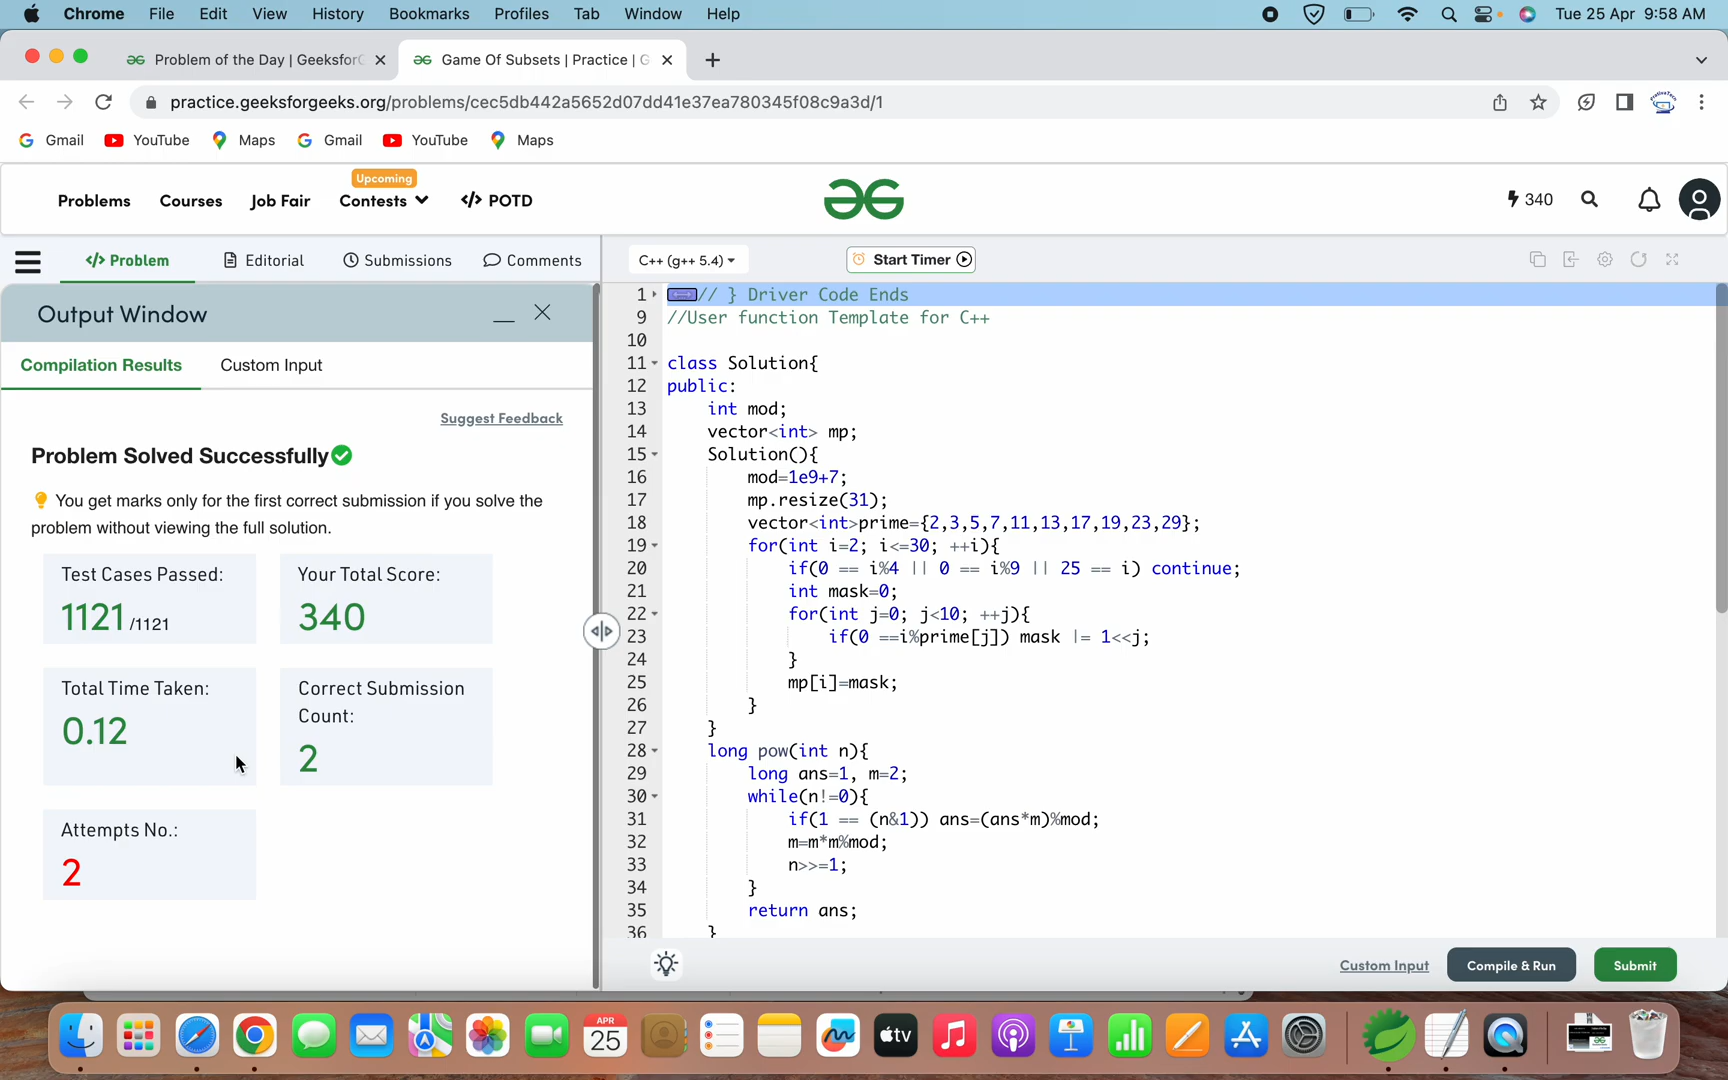 Chrome File Edit View History Bookmarks Profiles Tab Window Help Tue 25 Apr 9:58 AM
Problem of the Day | GeeksforG Game Of Subsets | Practice | G
practice.geeksforgeeks.org/problems/cec5db442a5652d07dd41e37ea780345f08c9a3d/1
Gmail YouTube Maps Gmail YouTube Maps
Upcoming
Problems Courses Job Fair Contests </> POTD 340
</> Problem Editorial Submissions Comments C++ (g++ 5.4) Start Timer
Output Window
Compilation Results Custom Input
Suggest Feedback
Problem Solved Successfully
You get marks only for the first correct submission if you solve the
problem without viewing the full solution.
Test Cases Passed:
1121 /1121
Your Total Score:
340
Total Time Taken:
0.12
Correct Submission
Count:
2
Attempts No.:
2
1 // } Driver Code Ends
9 //User function Template for C++
10
11 class Solution{
12 public:
13 int mod;
14 vector<int> mp;
15 Solution(){
16 mod=1e9+7;
17 mp.resize(31);
18 vector<int>prime={2,3,5,7,11,13,17,19,23,29};
19 for(int i=2; i<=30; ++i){
20 if(0 == i%4 || 0 == i%9 || 25 == i) continue;
21 int mask=0;
22 for(int j=0; j<10; ++j){
23 if(0 ==i%prime[j]) mask |= 1<<j;
24 }
25 mp[i]=mask;
26 }
27 }
28 long pow(int n){
29 long ans=1, m=2;
30 while(n!=0){
31 if(1 == (n&1)) ans=(ans*m)%mod;
32 m=m*m%mod;
33 n>>=1;
34 }
35 return ans;
36 }
Custom Input Compile & Run Submit
APR
25
tv